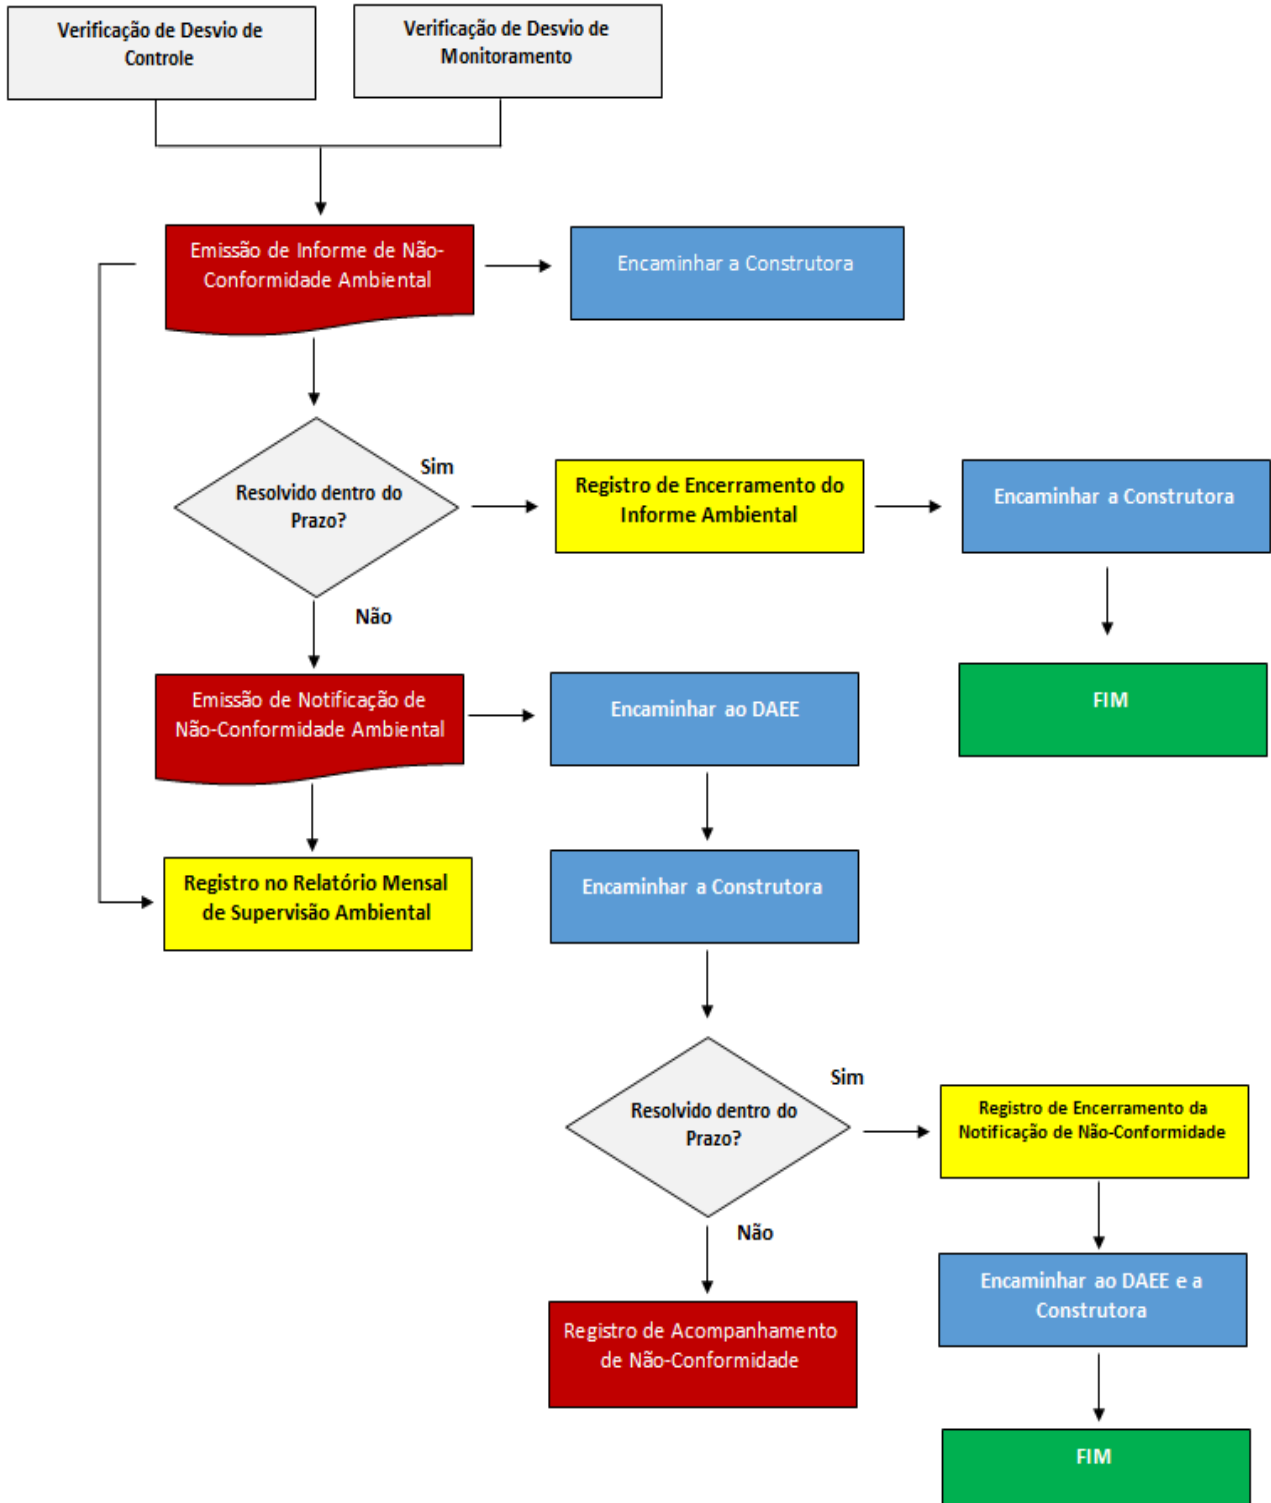 Verificação de Desvio de
Controle
Verificação de Desvio de
Monitoramento
Emissão de Informe de Não-
Conformidade Ambiental
Encaminhar a Construtora
Resolvido dentro do
Prazo?
Sim
Registro de Encerramento do
Informe Ambiental
Encaminhar a Construtora
Não
FIM
Emissão de Notificação de
Não-Conformidade Ambiental
Encaminhar ao DAEE
Registro no Relatório Mensal
de Supervisão Ambiental
Encaminhar a Construtora
Resolvido dentro do
Prazo?
Sim
Registro de Encerramento da
Notificação de Não-Conformidade
Não
Encaminhar ao DAEE e a
Construtora
Registro de Acompanhamento
de Não-Conformidade
FIM